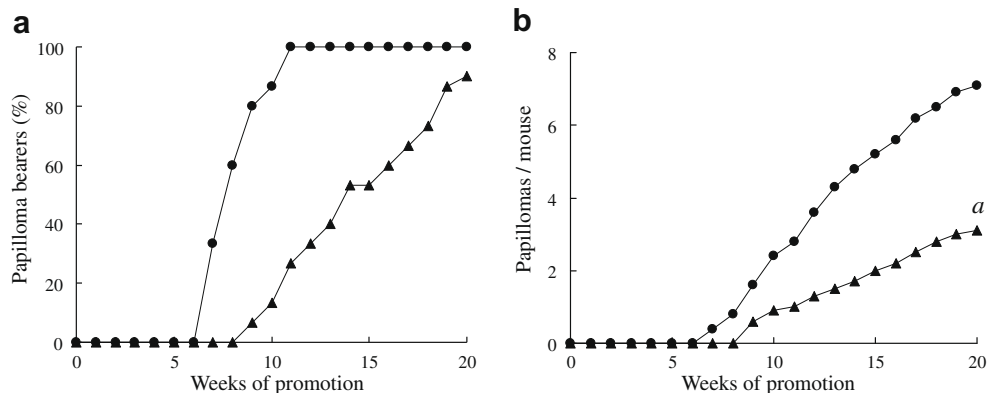 a
100
80
60
40
20
0
Papilloma bearers (%)
0 5 10 15 20
Weeks of promotion
b
8
6
4
2
0
Papillomas / mouse
a
0 5 10 15 20
Weeks of promotion